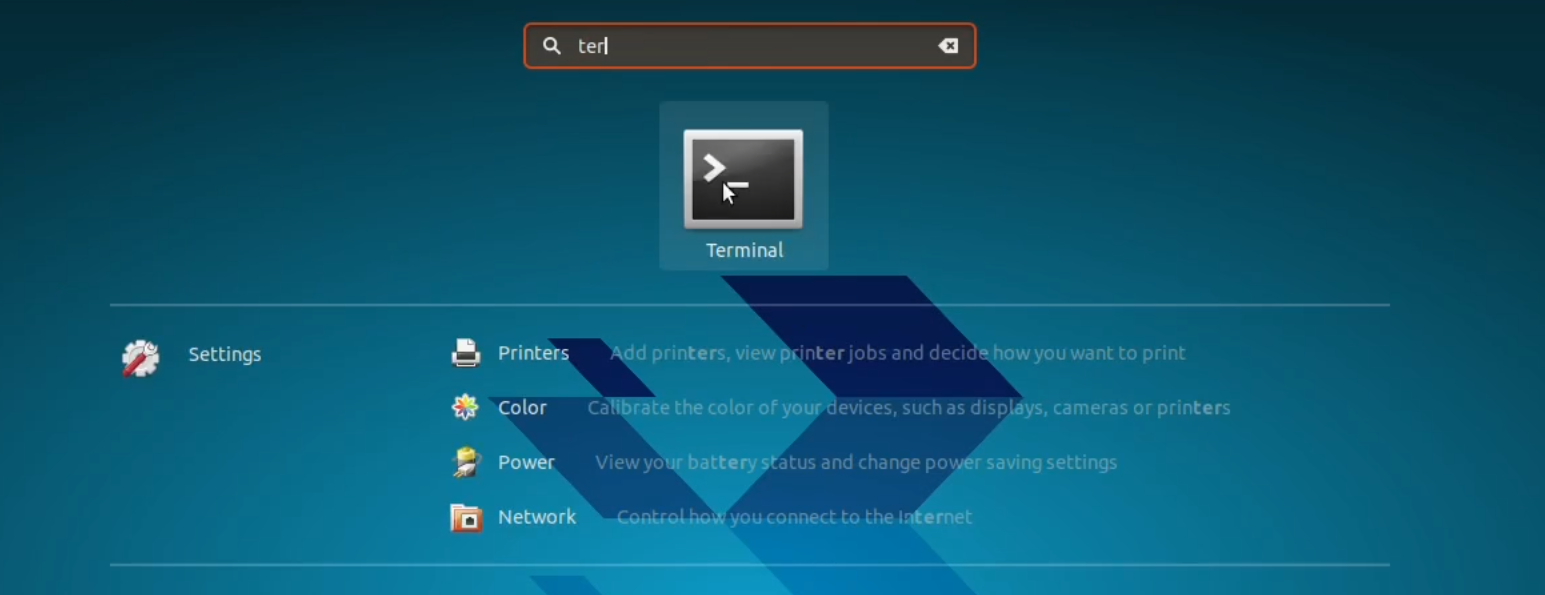 ter
Terminal
Settings
Printers Add printers, view printer jobs and decide how you want to print
Color Calibrate the color of your devices, such as displays, cameras or printers
Power View your battery status and change power saving settings
Network Control how you connect to the Internet